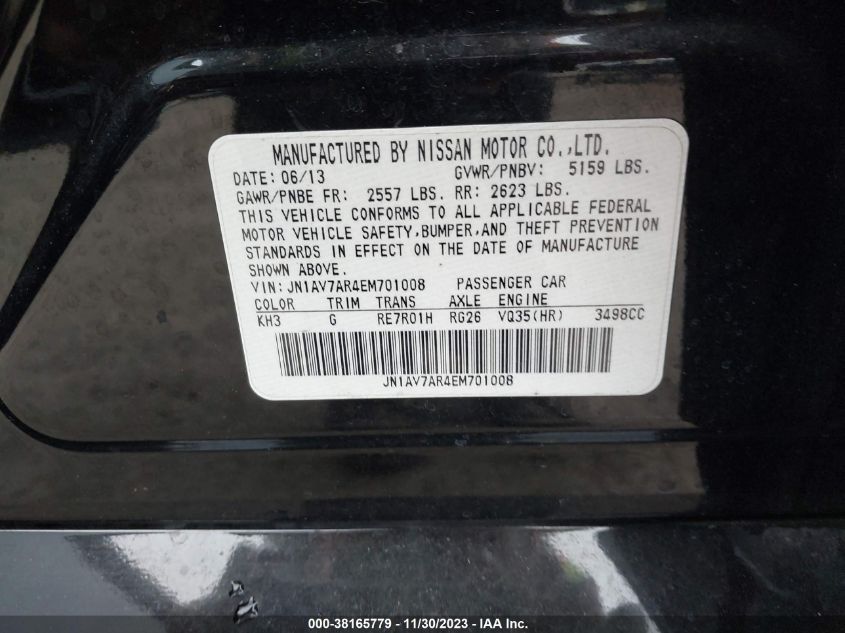 MANUFACTURED BY NISSAN MOTOR CO.,LTD.
DATE: 06/13 GVWR/PNBV: 5159 LBS.
GAWR/PNBE FR: 2557 LBS. RR: 2623 LBS.
THIS VEHICLE CONFORMS TO ALL APPLICABLE FEDERAL
MOTOR VEHICLE SAFETY,BUMPER,AND THEFT PREVENTION
STANDARDS IN EFFECT ON THE DATE OF MANUFACTURE
SHOWN ABOVE.
VIN:JN1AV7AR4EM701008 PASSENGER CAR
COLOR TRIM TRANS AXLE ENGINE
KH3 G RE7R01H RG26 VQ35(HR) 3498CC
JN1AV7AR4EM701008
000-38165779 - 11/30/2023 - IAA Inc.